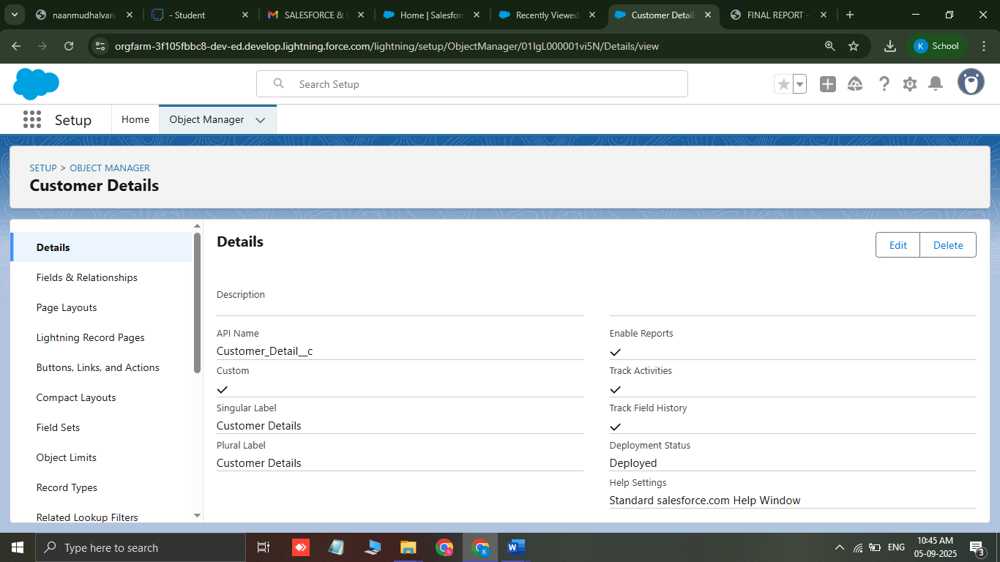 naanmudhalvan.
- Student
SALESFORCE &
Home | Salesforc
Recently Viewed
Customer Detail
FINAL REPORT -
orgfarm-3f105fbbc8-dev-ed.develop.lightning.force.com/lightning/setup/ObjectManager/01IgL000001vi5N/Details/view
K School
Search Setup
Setup Home Object Manager
SETUP > OBJECT MANAGER
Customer Details
Details
Fields & Relationships
Page Layouts
Lightning Record Pages
Buttons, Links, and Actions
Compact Layouts
Field Sets
Object Limits
Record Types
Related Lookup Filters
Details
Edit Delete
Description
API Name
Customer_Detail__c
Custom
Singular Label
Customer Details
Plural Label
Customer Details
Enable Reports
Track Activities
Track Field History
Deployment Status
Deployed
Help Settings
Standard salesforce.com Help Window
Type here to search
ENG
10:45 AM
05-09-2025
3